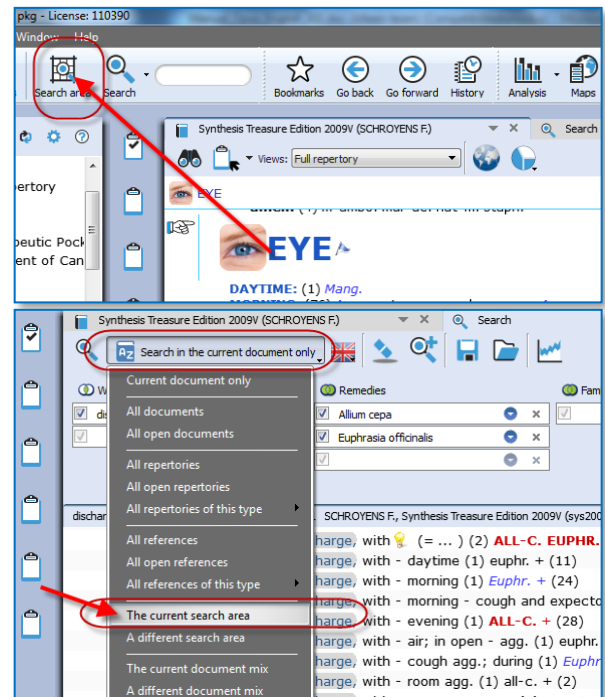 pkg - License: 110390
Window Help
Search area Search Bookmarks Go back Go forward History Analysis Maps
Synthesis Treasure Edition 2009V (SCHROYENS F.) Search
Views: Full repertory
ertory
EYE
peutic Pock
ent of Can
EYE
DAYTIME: (1) Mang.
Synthesis Treasure Edition 2009V (SCHROYENS F.) Search
AZ Search in the current document only
Current document only
W Remedies Fam
All documents
dis Allium cepa
All open documents
Euphrasia officinalis
All repertories
All open repertories
All repertories of this type
dischar SCHROYENS F., Synthesis Treasure Edition 2009V (sys200
All references
harge, with (= ... ) (2) ALL-C. EUPHR.
All open references
harge, with - daytime (1) euphr. + (11)
All references of this type
harge, with - morning (1) Euphr. + (24)
harge, with - morning - cough and expecto
The current search area
harge, with - evening (1) ALL-C. + (28)
A different search area
harge, with - air; in open - agg. (1) euphr.
harge, with - cough agg.; during (1) Euphr
The current document mix
harge, with - room agg. (1) all-c. + (2)
A different document mix